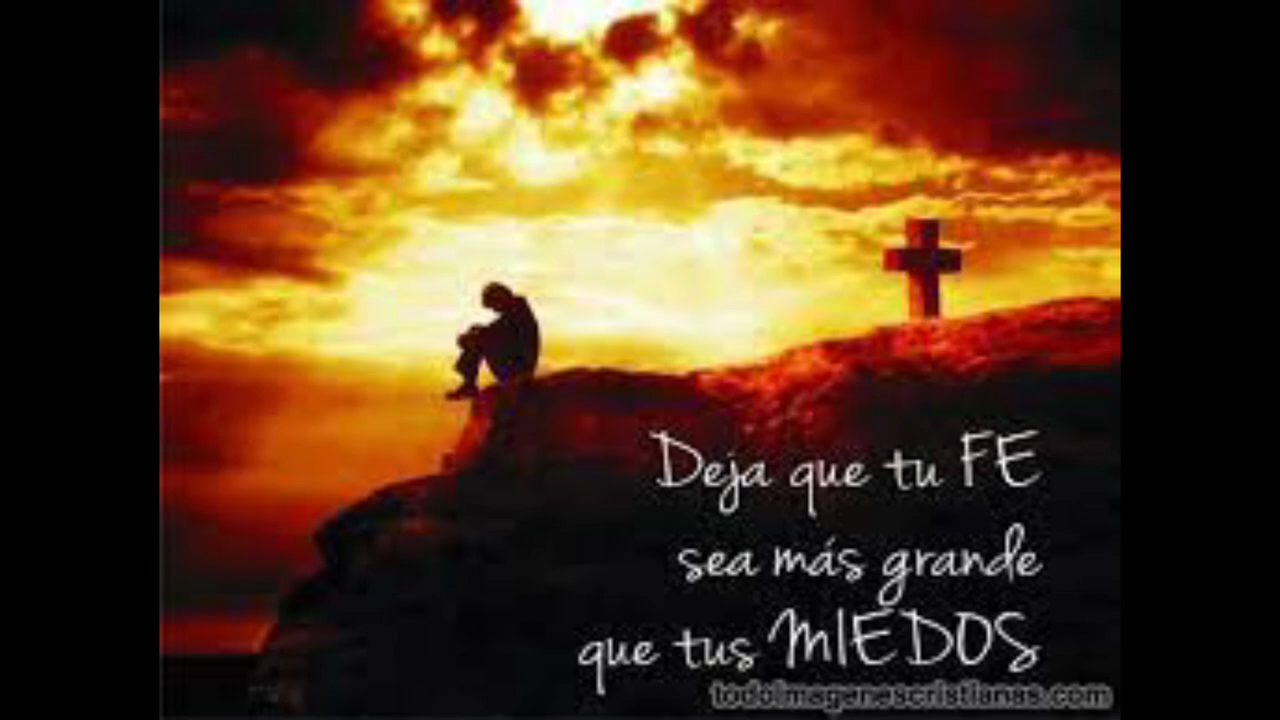 Deja que tu FE
sea más grande
que tus MIEDOS
todoimagenescristianas.com